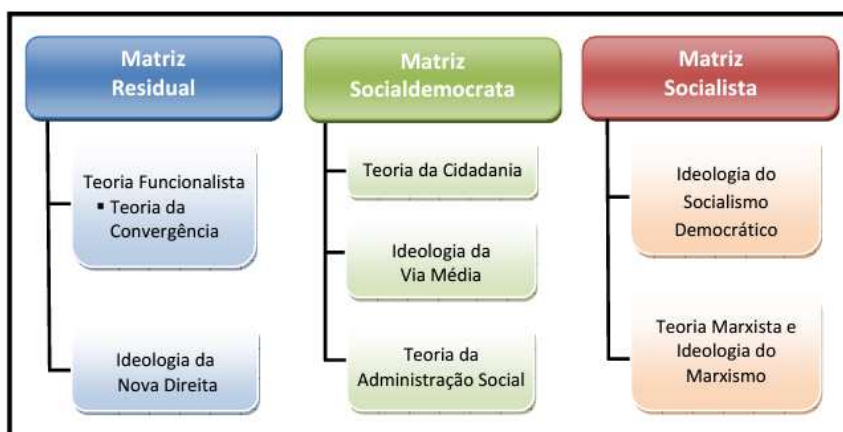 Matriz
Residual
Teoria Funcionalista
▪ Teoria da
Convergência
Ideologia da
Nova Direita
Matriz
Socialdemocrata
Teoria da Cidadania
Ideologia da
Via Média
Teoria da
Administração Social
Matriz
Socialista
Ideologia do
Socialismo
Democrático
Teoria Marxista e
Ideologia do
Marxismo